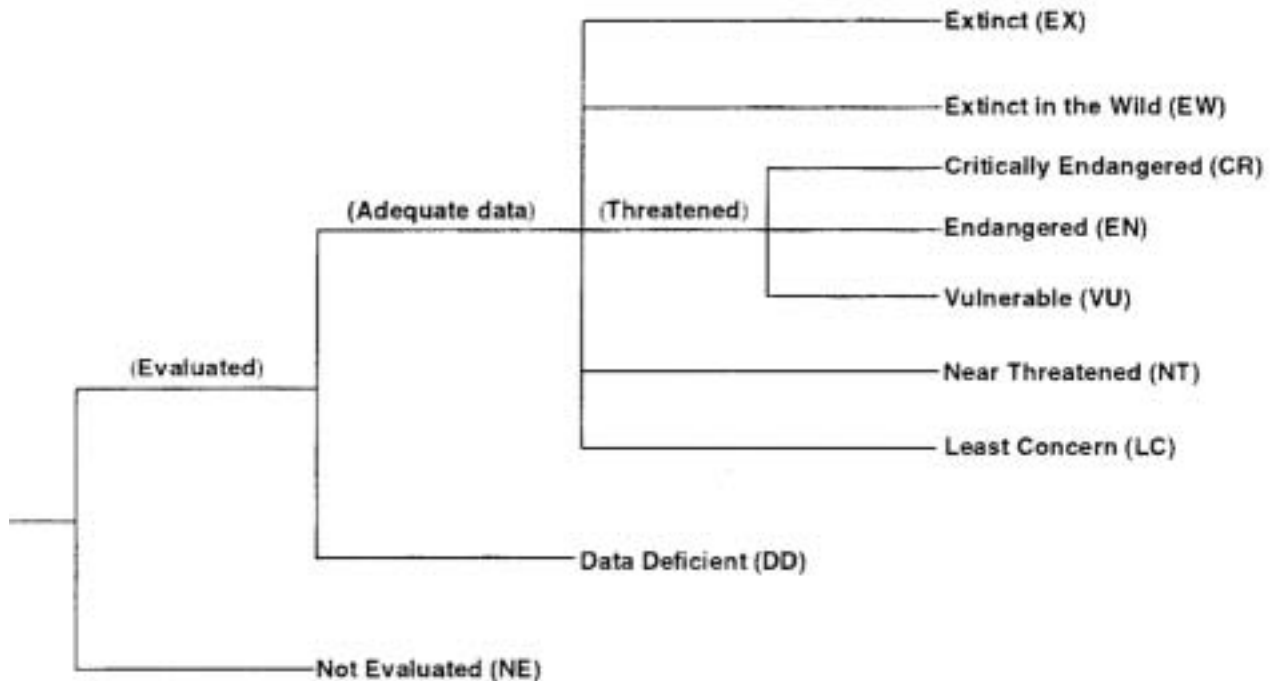 Extinct (EX)
Extinct in the Wild (EW)
Critically Endangered (CR)
(Adequate data)
(Threatened)
Endangered (EN)
Vulnerable (VU)
(Evaluated)
Near Threatened (NT)
Least Concern (LC)
Data Deficient (DD)
Not Evaluated (NE)